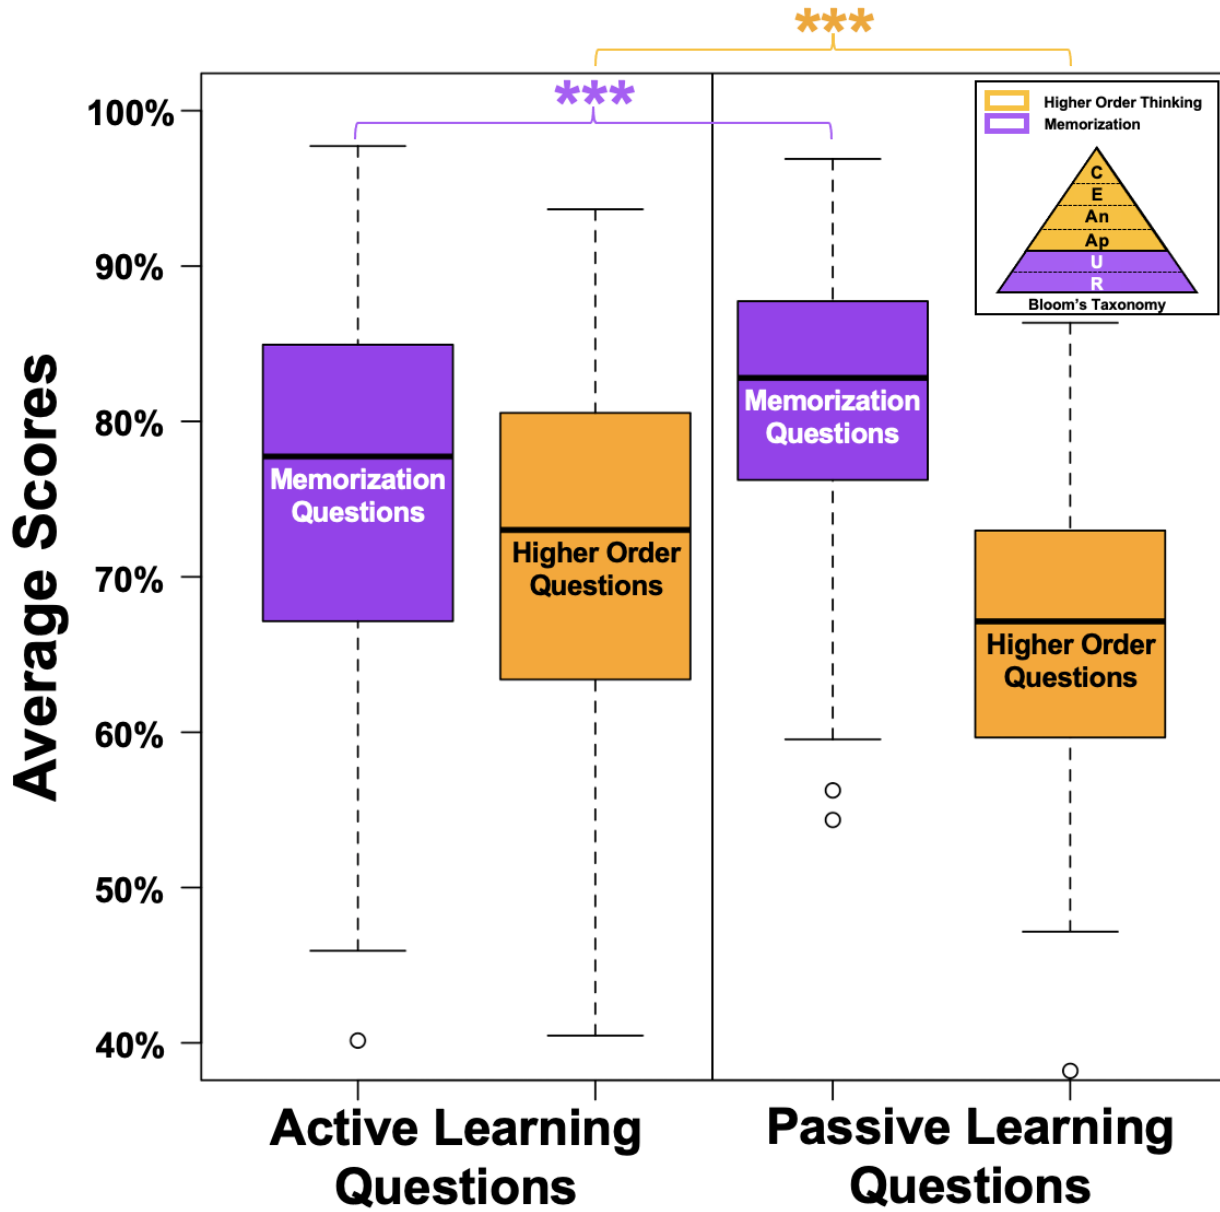 ***
***
100%
90%
80%
70%
60%
50%
40%
Average Scores
Memorization
Questions
Higher Order
Questions
Memorization
Questions
Higher Order
Questions
Higher Order Thinking
Memorization
C
E
An
Ap
U
R
Bloom's Taxonomy
Active Learning
Questions
Passive Learning
Questions